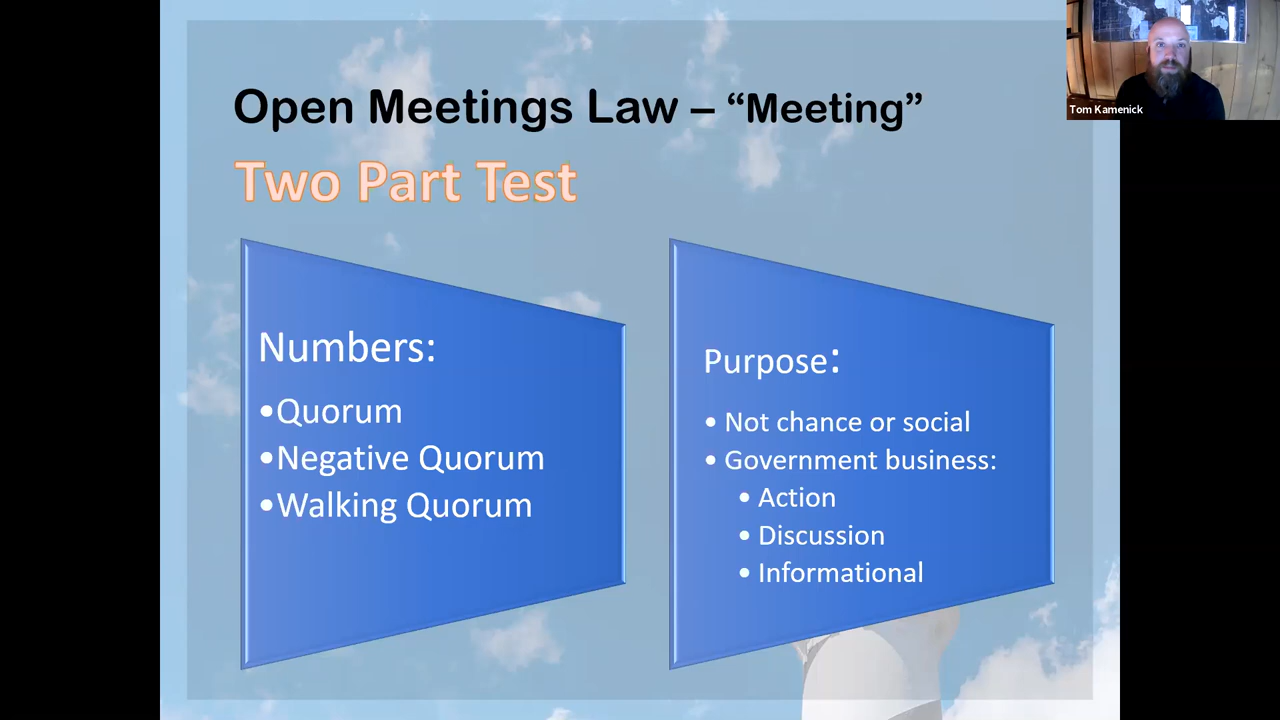 Open Meetings Law – “Meeting”
Two Part Test
Numbers:
•Quorum
•Negative Quorum
•Walking Quorum
Purpose:
• Not chance or social
• Government business:
• Action
• Discussion
• Informational
Tom Kamenick